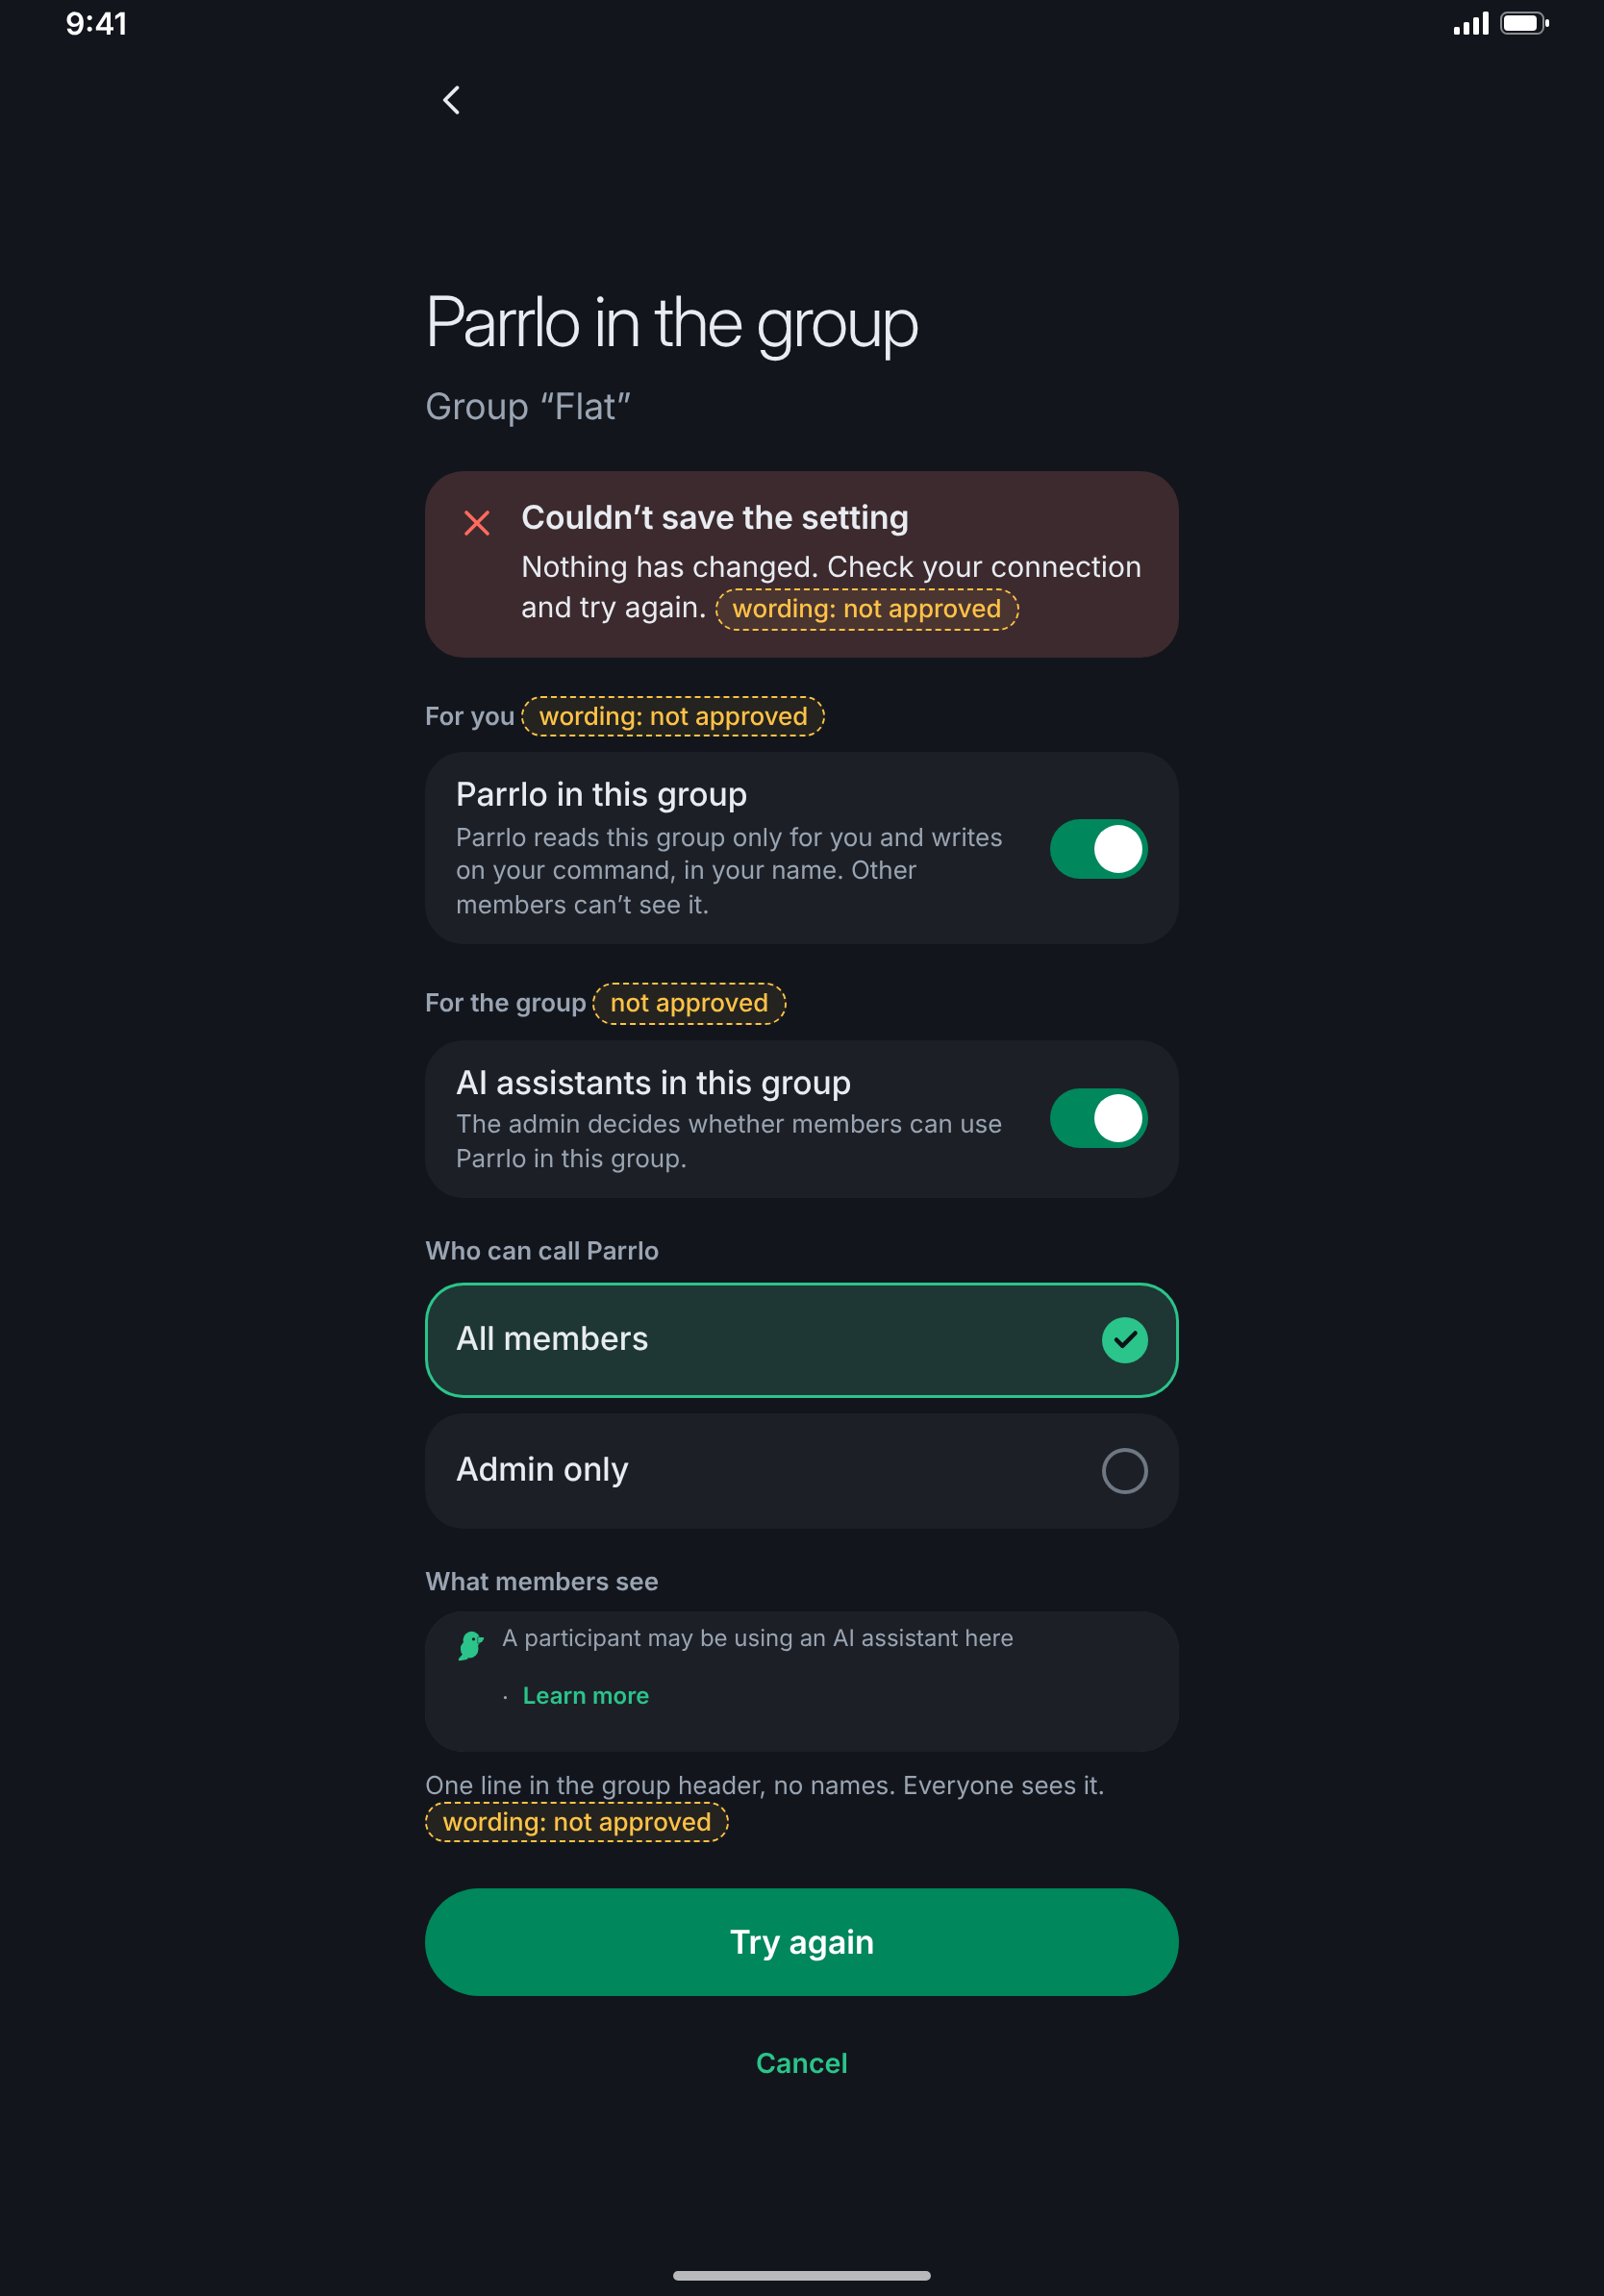 9:41
Parrlo in the group
Group “Flat”
Couldn’t save the setting
Nothing has changed. Check your connection
and try again. wording: not approved
For you wording: not approved
Parrlo in this group
Parrlo reads this group only for you and writes
on your command, in your name. Other
members can’t see it.
For the group not approved
AI assistants in this group
The admin decides whether members can use
Parrlo in this group.
Who can call Parrlo
All members
Admin only
What members see
A participant may be using an AI assistant here
· Learn more
One line in the group header, no names. Everyone sees it.
wording: not approved
Try again
Cancel